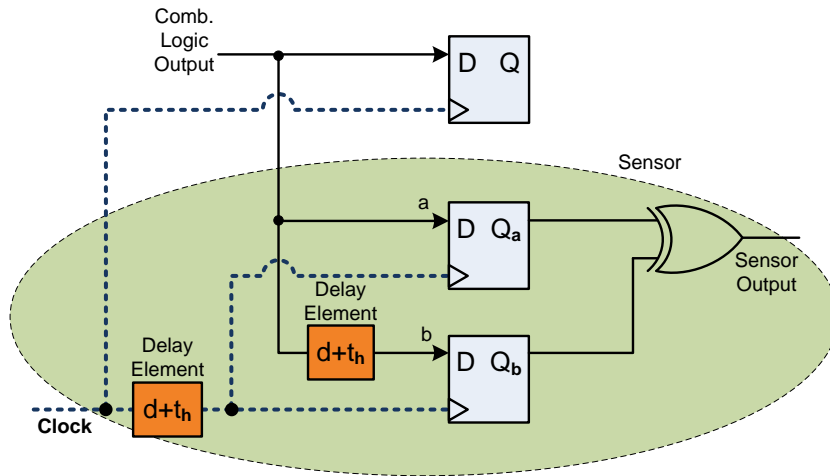 Comb.
Logic
Output
D Q
Sensor
a
D Qa
Delay
Element
b
d+th
D Qb
Sensor
Output
Delay
Element
d+th
Clock